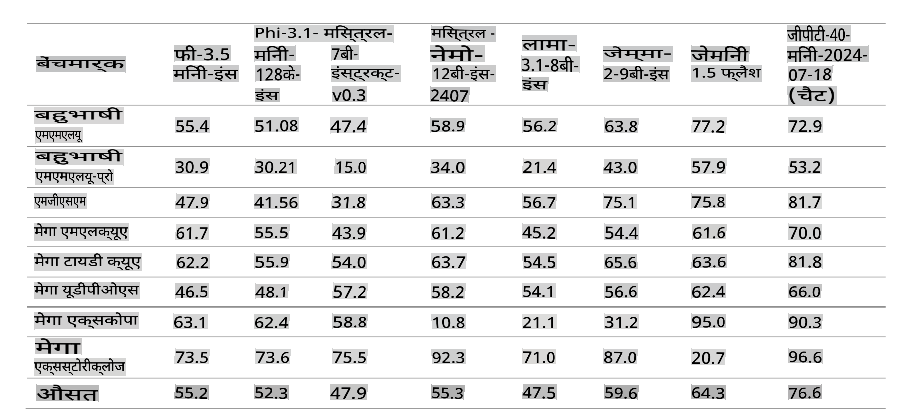 बेंचमार्क फी-3.5 मिनी-इंस Phi-3.1-मिनी-128के-इंस मिस्ट्रल-7बी-इंस्ट्रक्ट-v0.3 मिस्ट्रल-नेमो-12बी-इंस-2407 लामा-3.1-8बी-इंस जेम्मा-2-9बी-इंस जेमिनी 1.5 फ्लैश जीपीटी-4o-मिनी-2024-07-18 (चैट)
बहुभाषी एमएमएलयू 55.4 51.08 47.4 58.9 56.2 63.8 77.2 72.9
बहुभाषी एमएमएलयू-प्रो 30.9 30.21 15.0 34.0 21.4 43.0 57.9 53.2
एमजीएसएम 47.9 41.56 31.8 63.3 56.7 75.1 75.8 81.7
मेगा एमएलक्यूए 61.7 55.5 43.9 61.2 45.2 54.4 61.6 70.0
मेगा टायडी क्यूए 62.2 55.9 54.0 63.7 54.5 65.6 63.6 81.8
मेगा यूडीपीओएस 46.5 48.1 57.2 58.2 54.1 56.6 62.4 66.0
मेगा एक्सकोपा 63.1 62.4 58.8 10.8 21.1 31.2 95.0 90.3
मेगा एक्सस्टोरीक्लोज 73.5 73.6 75.5 92.3 71.0 87.0 20.7 96.6
औसत 55.2 52.3 47.9 55.3 47.5 59.6 64.3 76.6